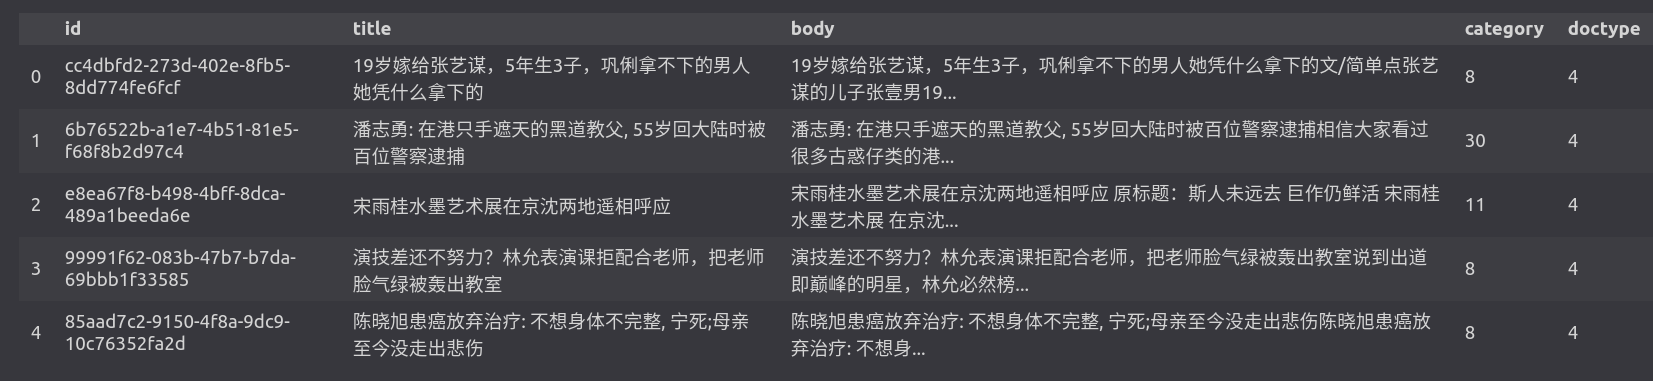 id title body category doctype
0 cc4dbfd2-273d-402e-8fb5- 19岁嫁给张艺谋，5年生3子，巩俐拿不下的男人 19岁嫁给张艺谋，5年生3子，巩俐拿不下的男人她凭什么拿下的文/简单点张艺 8 4
8dd774fe6fcf 她凭什么拿下的 谋的儿子张壹男19...
1 6b76522b-a1e7-4b51-81e5- 潘志勇: 在港只手遮天的黑道教父, 55岁回大陆时被 潘志勇: 在港只手遮天的黑道教父, 55岁回大陆时被百位警察逮捕相信大家看过 30 4
f68f8b2d97c4 百位警察逮捕 很多古惑仔类的港...
2 e8ea67f8-b498-4bff-8dca- 宋雨桂水墨艺术展在京沈两地遥相呼应 宋雨桂水墨艺术展在京沈两地遥相呼应 原标题：斯人未远去 巨作仍鲜活 宋雨桂 11 4
489a1beeda6e 水墨艺术展 在京沈...
3 99991f62-083b-47b7-b7da- 演技差还不努力？林允表演课拒配合老师，把老师 演技差还不努力？林允表演课拒配合老师，把老师脸气绿被轰出教室说到出道 8 4
69bbb1f33585 脸气绿被轰出教室 即巅峰的明星，林允必然榜...
4 85aad7c2-9150-4f8a-9dc9- 陈晓旭患癌放弃治疗: 不想身体不完整, 宁死;母亲 陈晓旭患癌放弃治疗: 不想身体不完整, 宁死;母亲至今没走出悲伤陈晓旭患癌放 8 4
10c76352fa2d 至今没走出悲伤 弃治疗: 不想身...